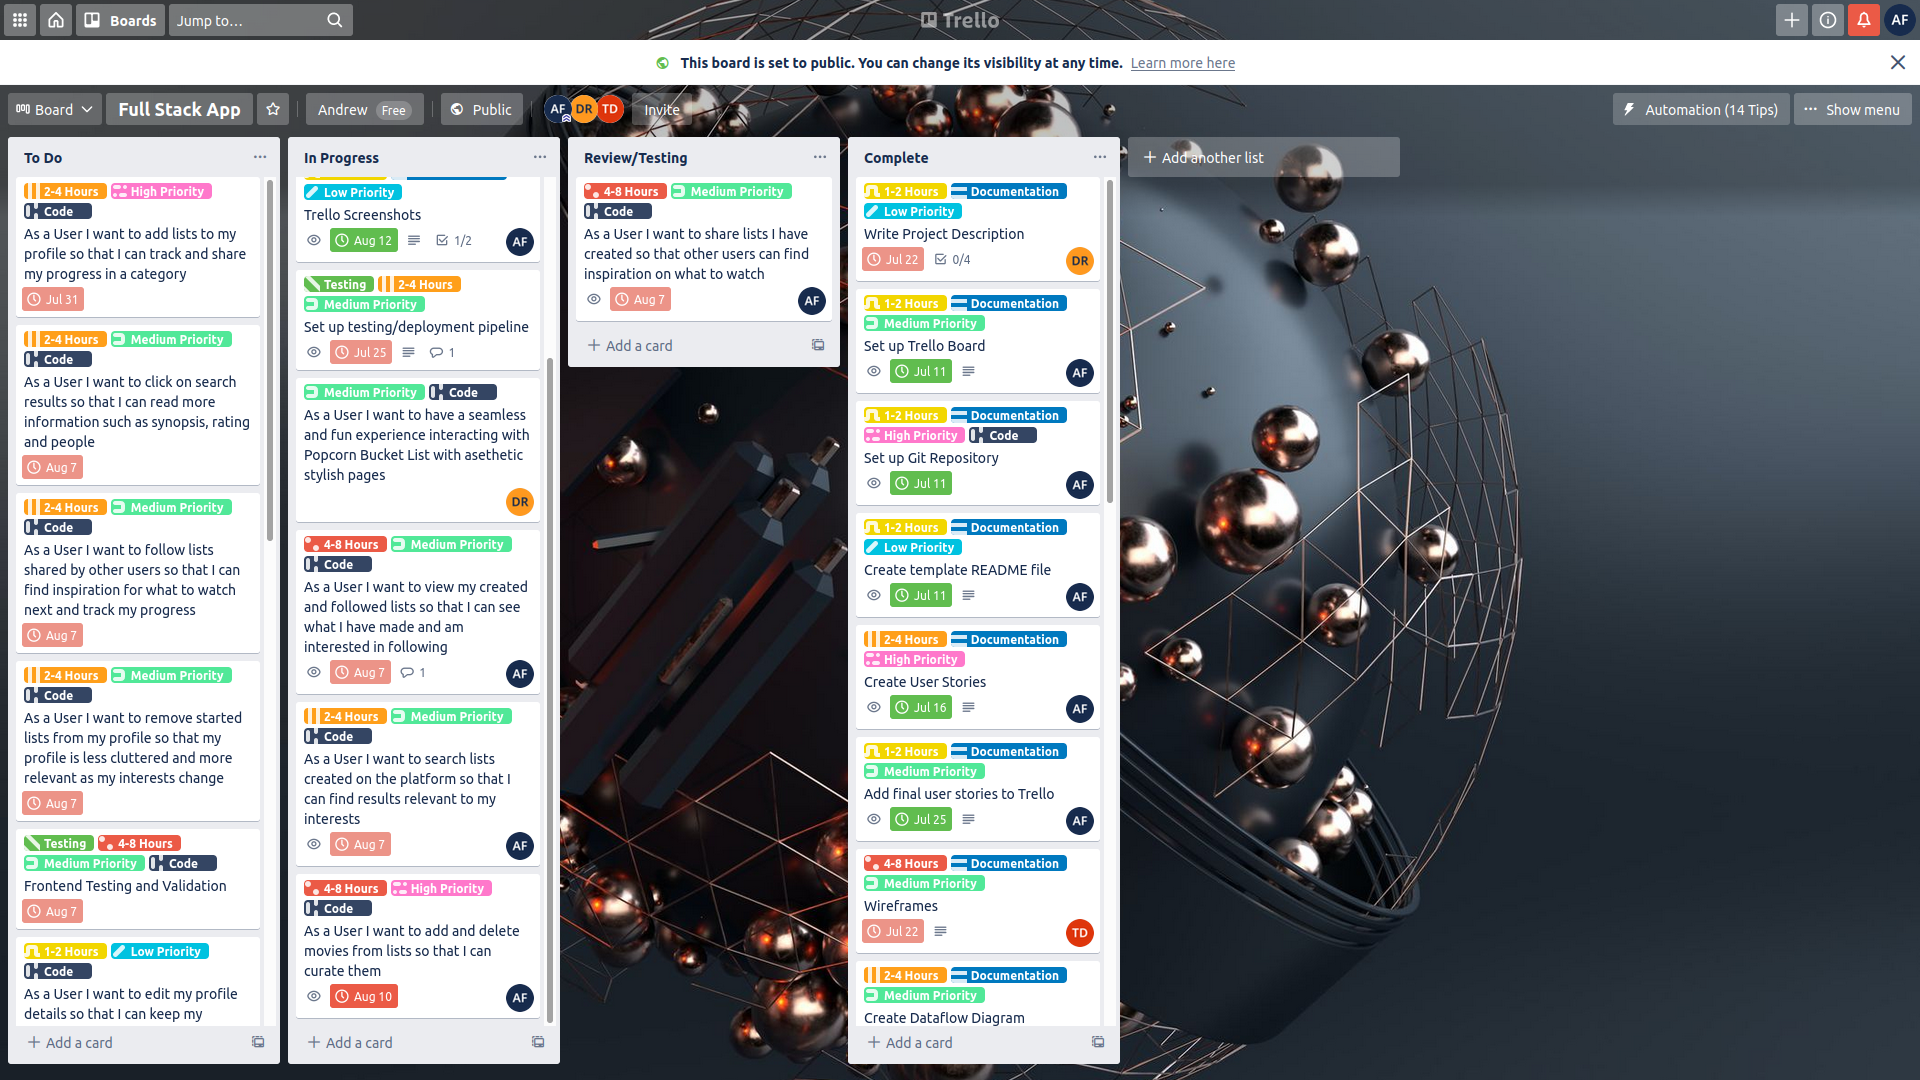 Boards
Jump to...
Trello
AF
This board is set to public. You can change its visibility at any time. Learn more here
Board
Full Stack App
Andrew Free
Public
AF DR TD
Invite
Automation (14 Tips)
Show menu
To Do
2-4 Hours High Priority
Code
As a User I want to add lists to my
profile so that I can track and share
my progress in a category
Jul 31
2-4 Hours Medium Priority
Code
As a User I want to click on search
results so that I can read more
information such as synopsis, rating
and people
Aug 7
2-4 Hours Medium Priority
Code
As a User I want to follow lists
shared by other users so that I can
find inspiration for what to watch
next and track my progress
Aug 7
2-4 Hours Medium Priority
Code
As a User I want to remove started
lists from my profile so that my
profile is less cluttered and more
relevant as my interests change
Aug 7
Testing 4-8 Hours
Medium Priority Code
Frontend Testing and Validation
Aug 7
1-2 Hours Low Priority
Code
As a User I want to edit my profile
details so that I can keep my
+ Add a card
In Progress
Low Priority
Trello Screenshots
Aug 12 1/2 AF
Testing 2-4 Hours
Medium Priority
Set up testing/deployment pipeline
Jul 25 1
Medium Priority Code
As a User I want to have a seamless
and fun experience interacting with
Popcorn Bucket List with asethetic
stylish pages
DR
4-8 Hours Medium Priority
Code
As a User I want to view my created
and followed lists so that I can see
what I have made and am
interested in following
Aug 7 1 AF
2-4 Hours Medium Priority
Code
As a User I want to search lists
created on the platform so that I
can find results relevant to my
interests
Aug 7 AF
4-8 Hours High Priority
Code
As a User I want to add and delete
movies from lists so that I can
curate them
Aug 10 AF
+ Add a card
Review/Testing
4-8 Hours Medium Priority
Code
As a User I want to share lists I have
created so that other users can find
inspiration on what to watch
Aug 7 AF
+ Add a card
Complete
1-2 Hours Documentation
Low Priority
Write Project Description
Jul 22 0/4 DR
1-2 Hours Documentation
Medium Priority
Set up Trello Board
Jul 11 AF
1-2 Hours Documentation
High Priority Code
Set up Git Repository
Jul 11 AF
1-2 Hours Documentation
Low Priority
Create template README file
Jul 11 AF
2-4 Hours Documentation
High Priority
Create User Stories
Jul 16 AF
1-2 Hours Documentation
Medium Priority
Add final user stories to Trello
Jul 25 AF
4-8 Hours Documentation
Medium Priority
Wireframes
Jul 22 TD
2-4 Hours Documentation
Medium Priority
Create Dataflow Diagram
+ Add a card
+ Add another list